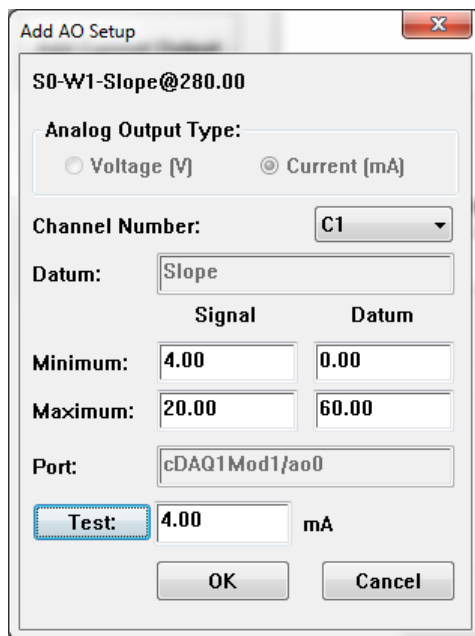 Add AO Setup
S0-W1-Slope@280.00
Analog Output Type:
Voltage (V) Current (mA)
Channel Number: C1
Datum: Slope
Signal Datum
Minimum: 4.00 0.00
Maximum: 20.00 60.00
Port: cDAQ1Mod1/ao0
Test: 4.00 mA
OK Cancel